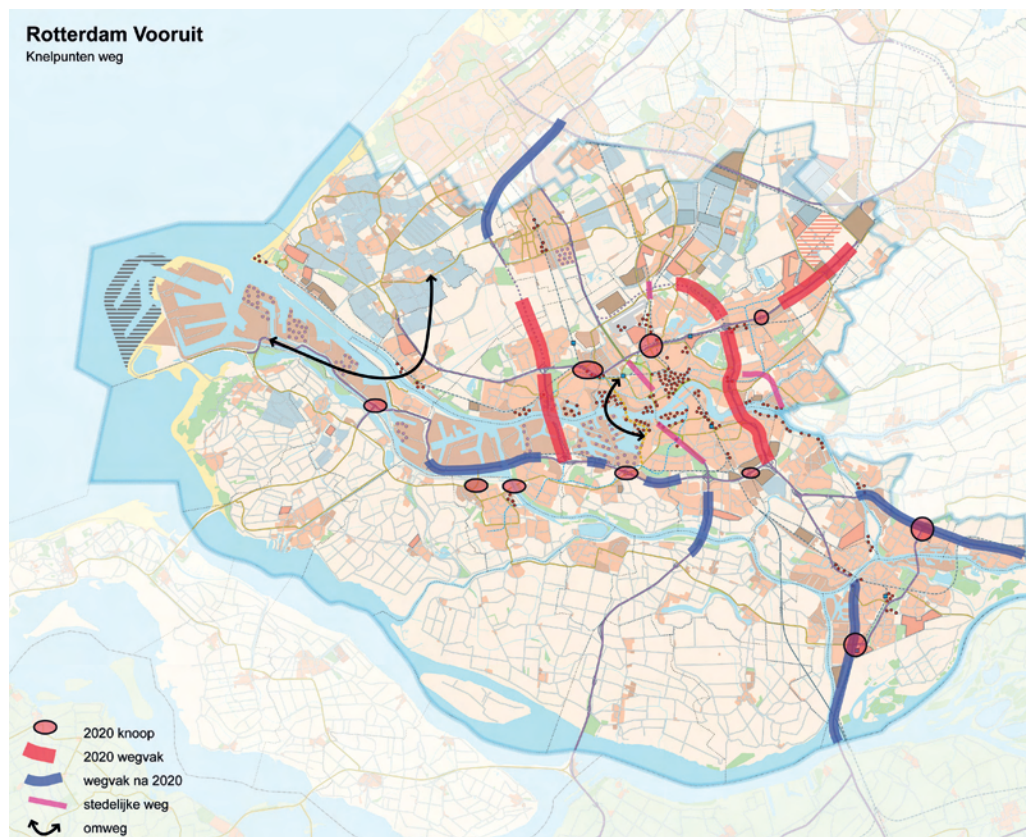 Rotterdam Vooruit
Knelpunten weg
2020 knoop
2020 wegvak
wegvak na 2020
stedelijke weg
omweg